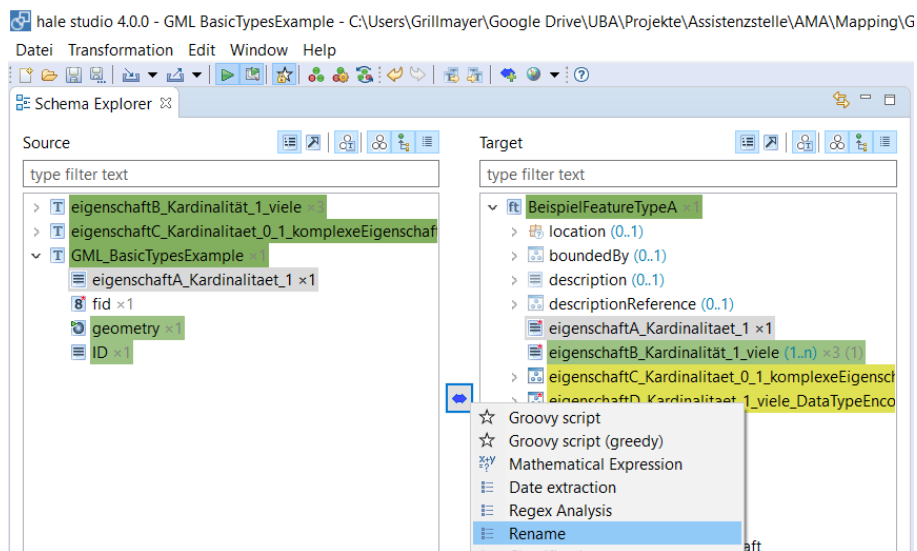 hale studio 4.0.0 - GML BasicTypesExample - C:\Users\Grillmayer\Google Drive\UBA\Projekte\Assistenzstelle\AMA\Mapping\G
Datei Transformation Edit Window Help
Schema Explorer
Source
type filter text
eigenschaftB_Kardinalität_1_viele ×3
eigenschaftC_Kardinalitaet_0_1_komplexeEigenschaf
GML_BasicTypesExample ×1
eigenschaftA_Kardinalitaet_1 ×1
fid ×1
geometry ×1
ID ×1
Target
type filter text
BeispielFeatureTypeA ×1
location (0..1)
boundedBy (0..1)
description (0..1)
descriptionReference (0..1)
eigenschaftA_Kardinalitaet_1 ×1
eigenschaftB_Kardinalität_1_viele (1..n) ×3 (1)
eigenschaftC_Kardinalitaet_0_1_komplexeEigensch
eigenschaftD_Kardinalitaet_1_viele_DataTypeEnco
Groovy script
Groovy script (greedy)
Mathematical Expression
Date extraction
Regex Analysis
Rename
aft